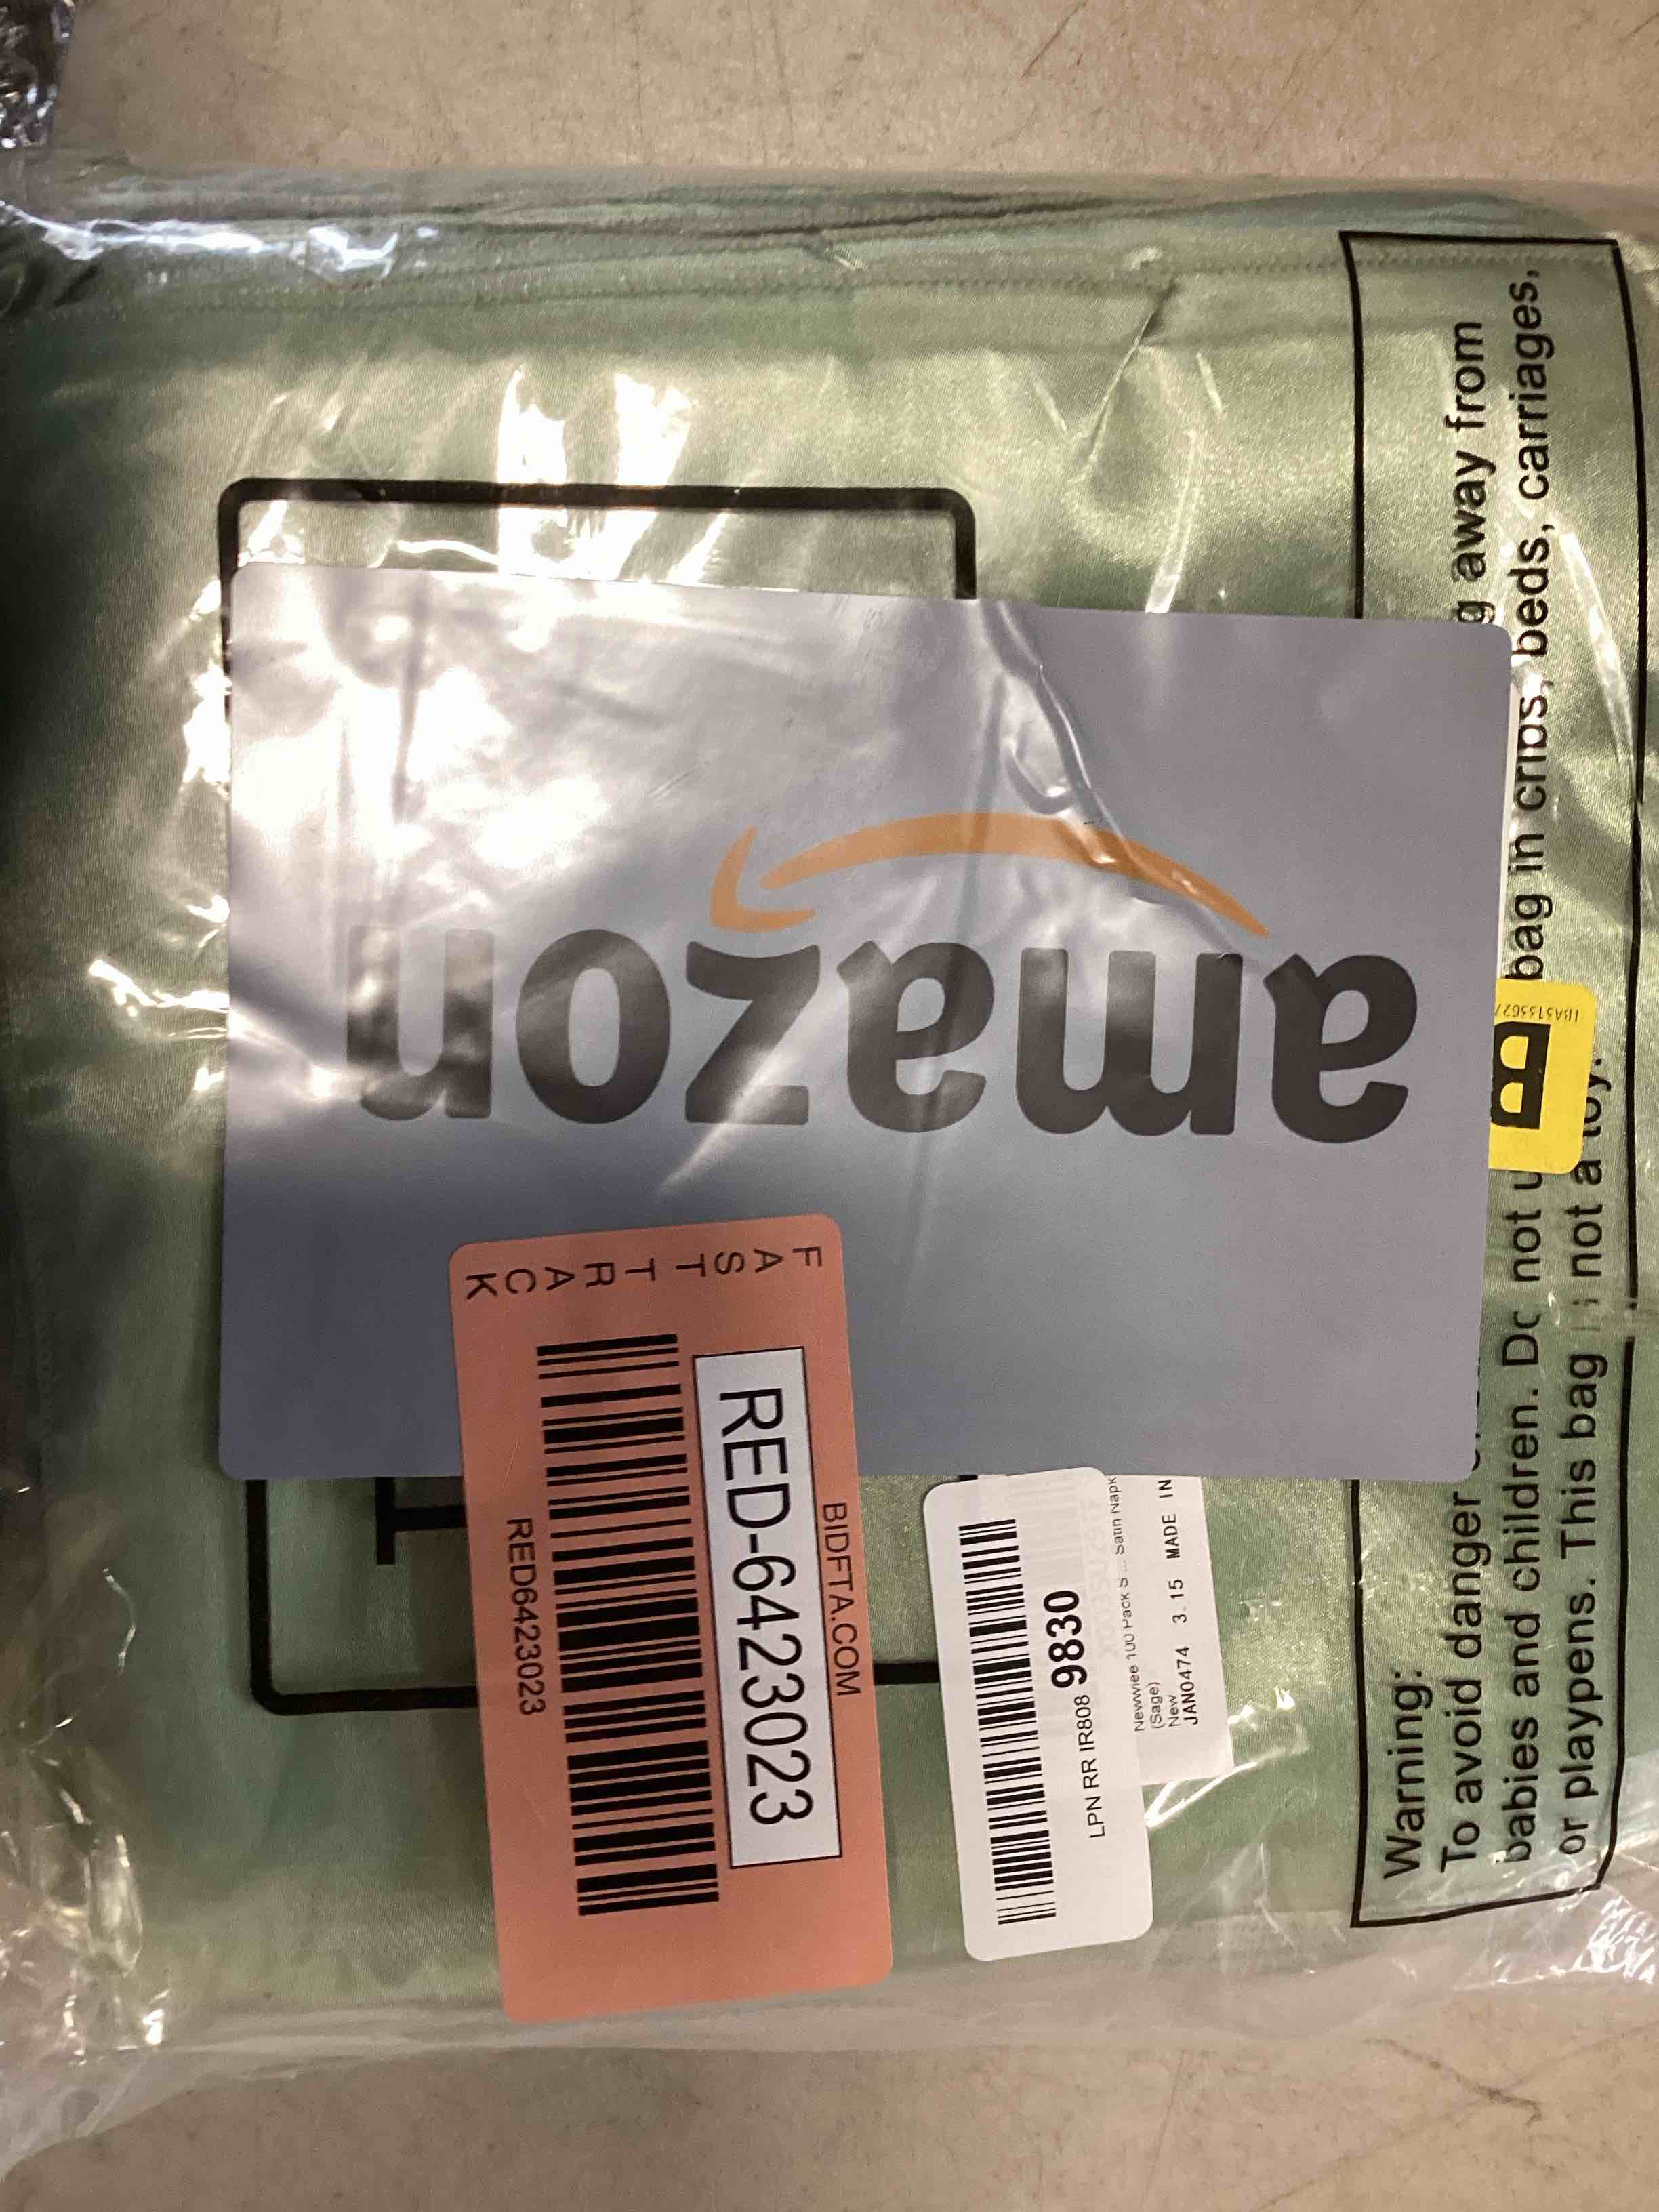 amazon
FAST TRACK
BIDFTA.COM
RED-6423023
RED6423023
LPN RR IR808 9830
Newwiee 100 Pack S ... Satin Napk
(Sage)
New
JAN0474 3.15 MADE IN
B
Warning:
To avoid danger away from
babies and children. Do not bag in cribs, beds, carriages,
or playpens. This bag not a toy.